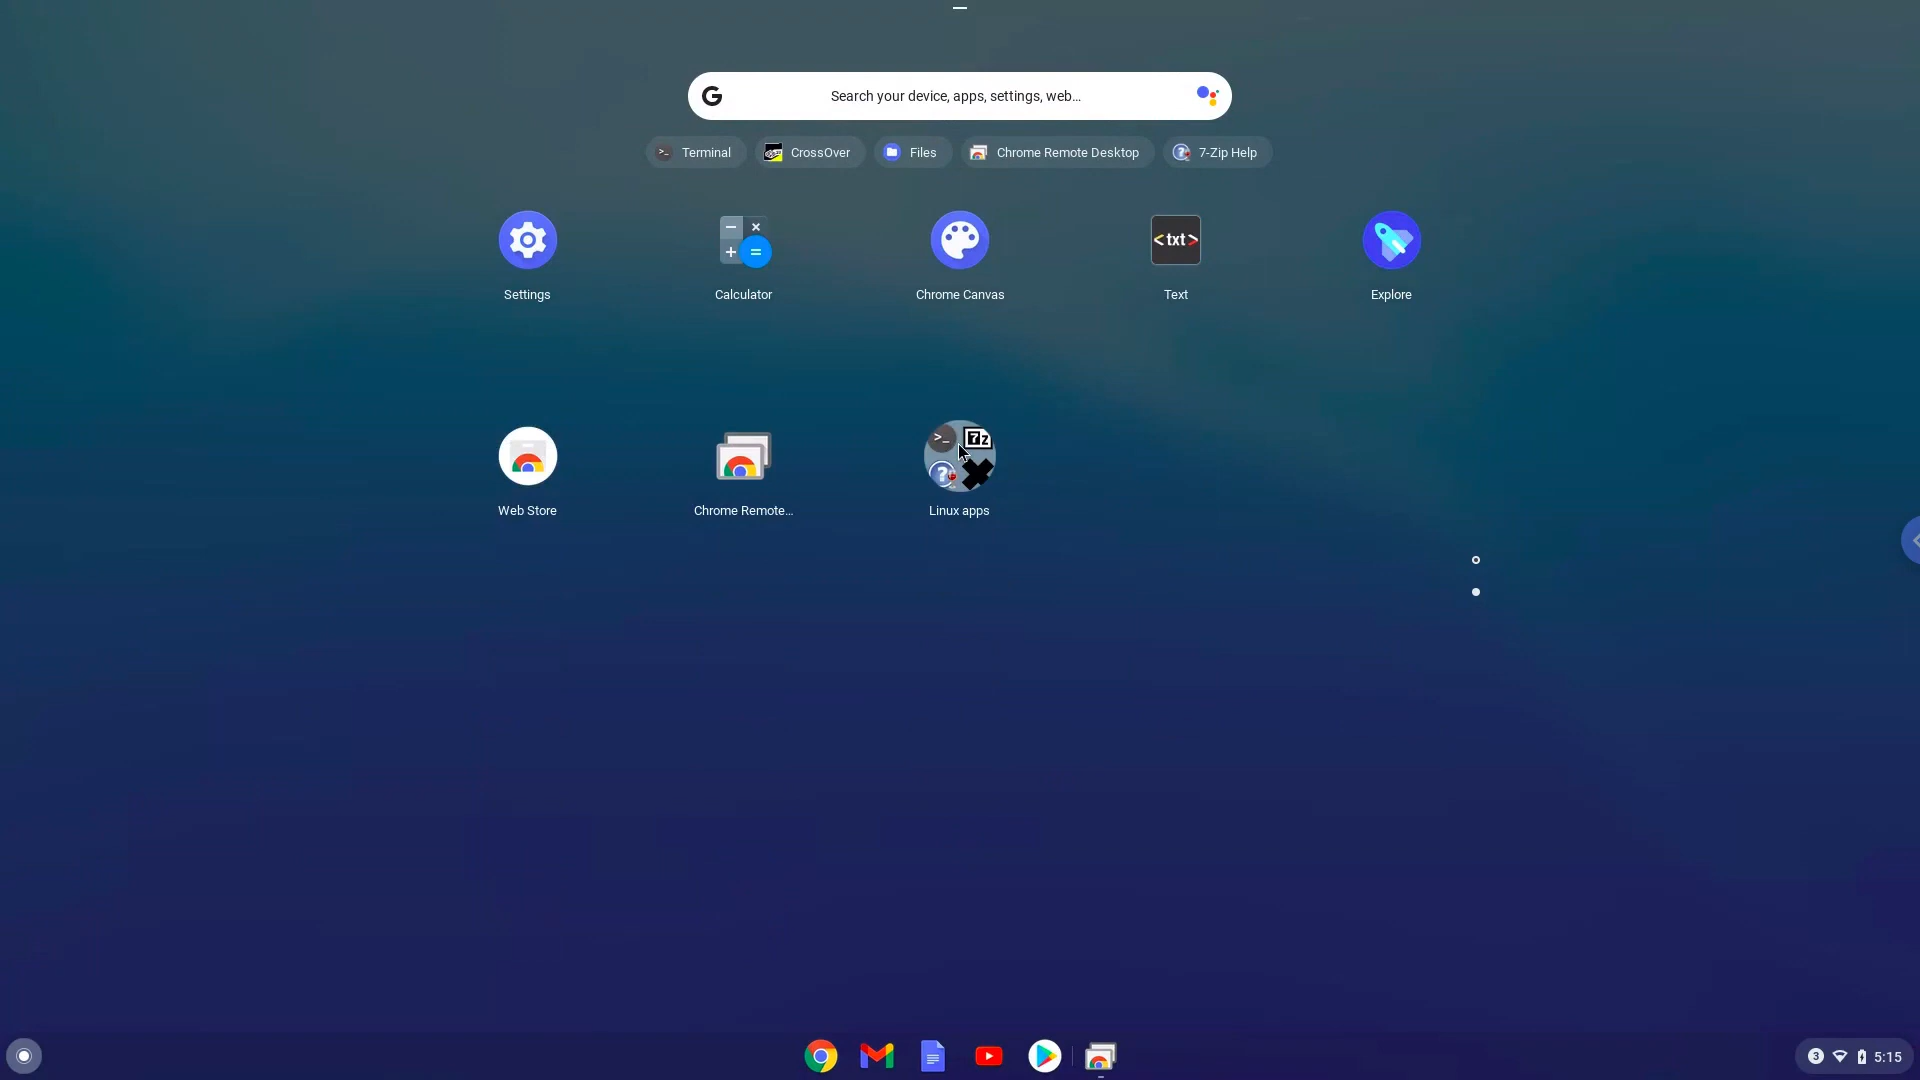 Search your device, apps, settings, web...
Terminal
CrossOver
Files
Chrome Remote Desktop
7-Zip Help
<txt>
Settings
Calculator
Chrome Canvas
Text
Explore
>_
7z
Web Store
Chrome Remote...
Linux apps
3
5:15